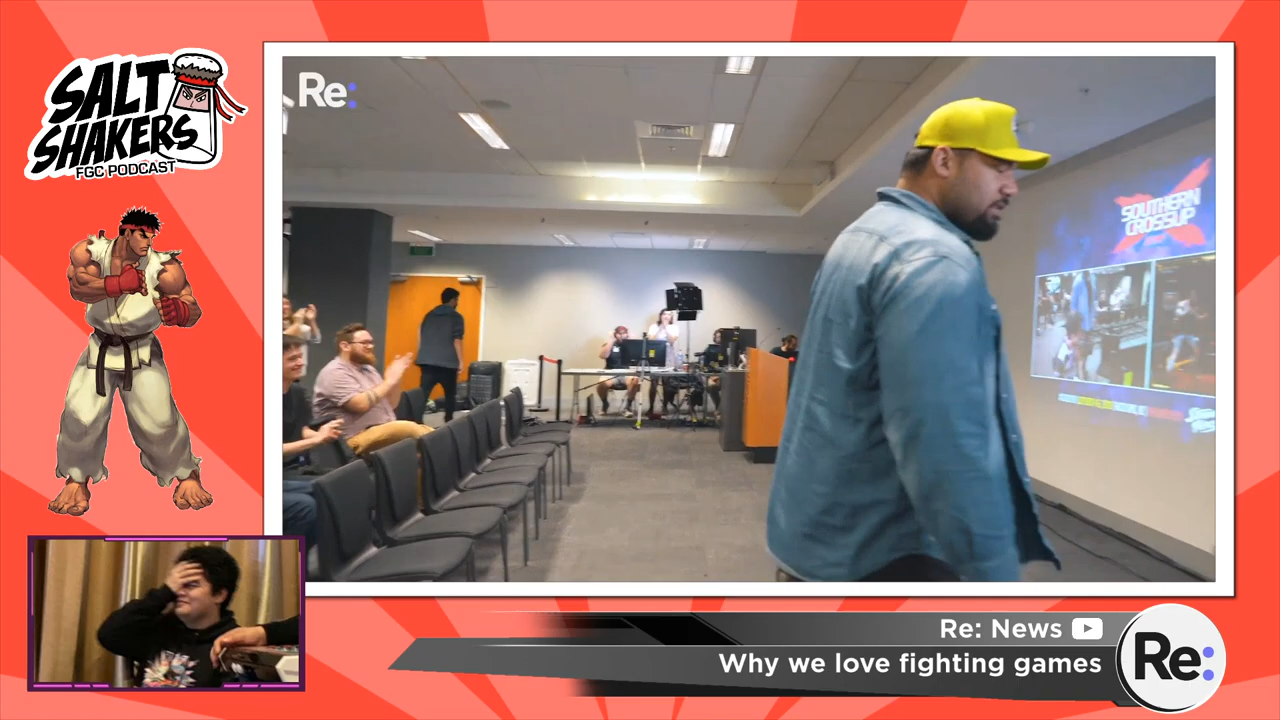 SALT
SHAKERS
FGC PODCAST
Re:
SOUTHERN
CROSSUP
Re: News
Why we love fighting games
Re: